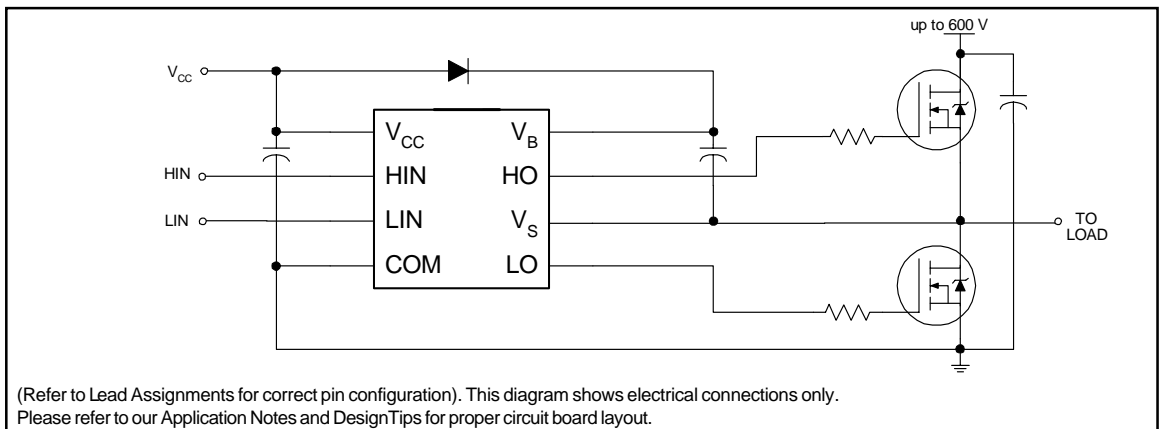 up to 600 V
VCC
VCC
VB
HIN
HIN
HO
LIN
LIN
VS
TO
LOAD
COM
LO
(Refer to Lead Assignments for correct pin configuration). This diagram shows electrical connections only.
Please refer to our Application Notes and DesignTips for proper circuit board layout.